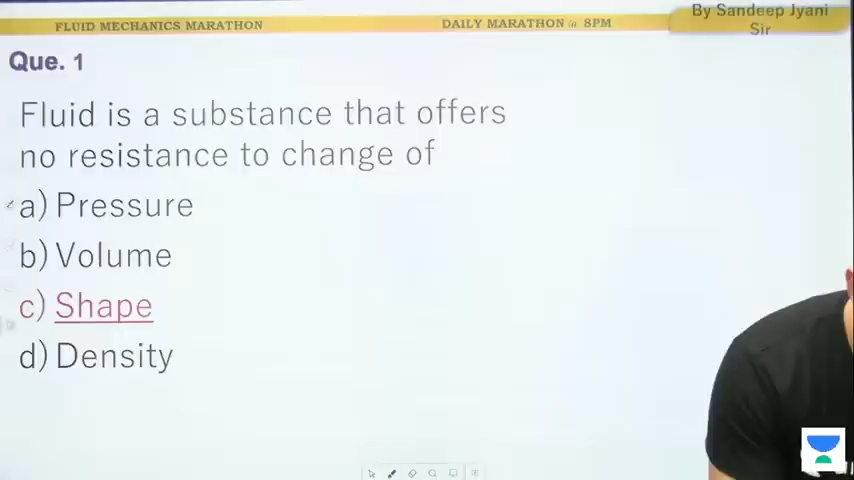 FLUID MECHANICS MARATHON
DAILY MARATHON @ 8PM
By Sandeep Jyani
Sir
Que. 1
Fluid is a substance that offers
no resistance to change of
a) Pressure
b) Volume
c) Shape
d) Density